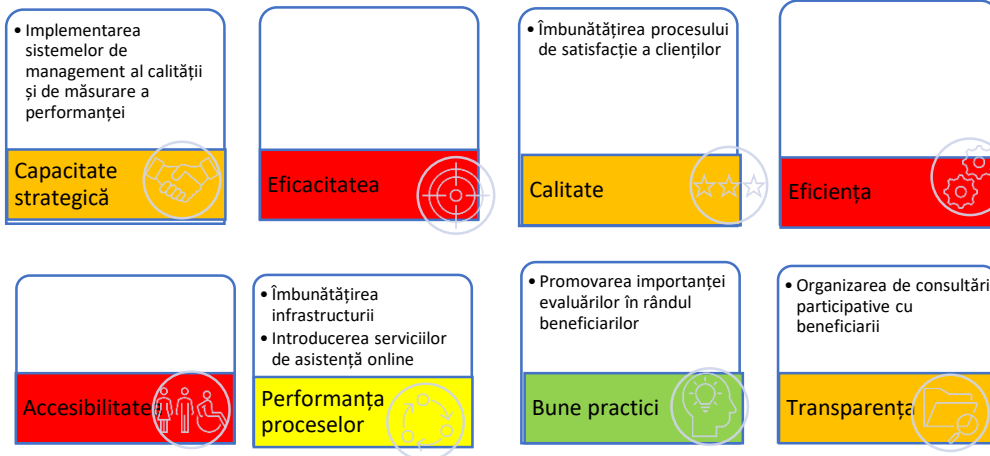 • Implementarea
sistemelor de
management al calității
și de măsurare a
performanței
Capacitate
strategică
Eficacitatea
• Îmbunătățirea procesului
de satisfacție a clienților
Calitate
Eficiența
Accesibilitatea
• Îmbunătățirea
infrastructurii
• Introducerea serviciilor
de asistență online
Performanța
proceselor
• Promovarea importanței
evaluărilor în rândul
beneficiarilor
Bune practici
• Organizarea de consultări
participative cu
beneficiarii
Transparența